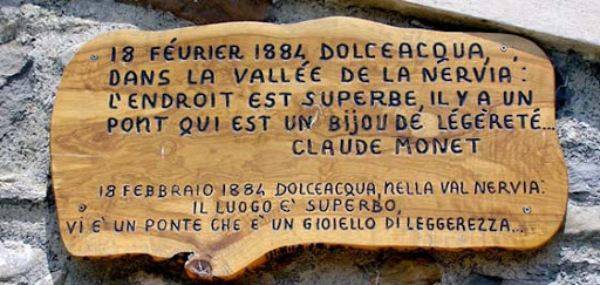 18 FÉVRIER 1884 DOLCEACQUA,
DANS LA VALLÉE DE LA NERVIA:
L'ENDROIT EST SUPERBE, IL Y A UN
PONT QUI EST UN BIJOU DE LÉGÈRETÉ...
CLAUDE MONET
18 FEBBRAIO 1884 DOLCEACQUA, NELLA VAL NERVIA:
IL LUOGO E' SUPERBO,
VI E' UN PONTE CHE E' UN GIOIELLO DI LEGGEREZZA...